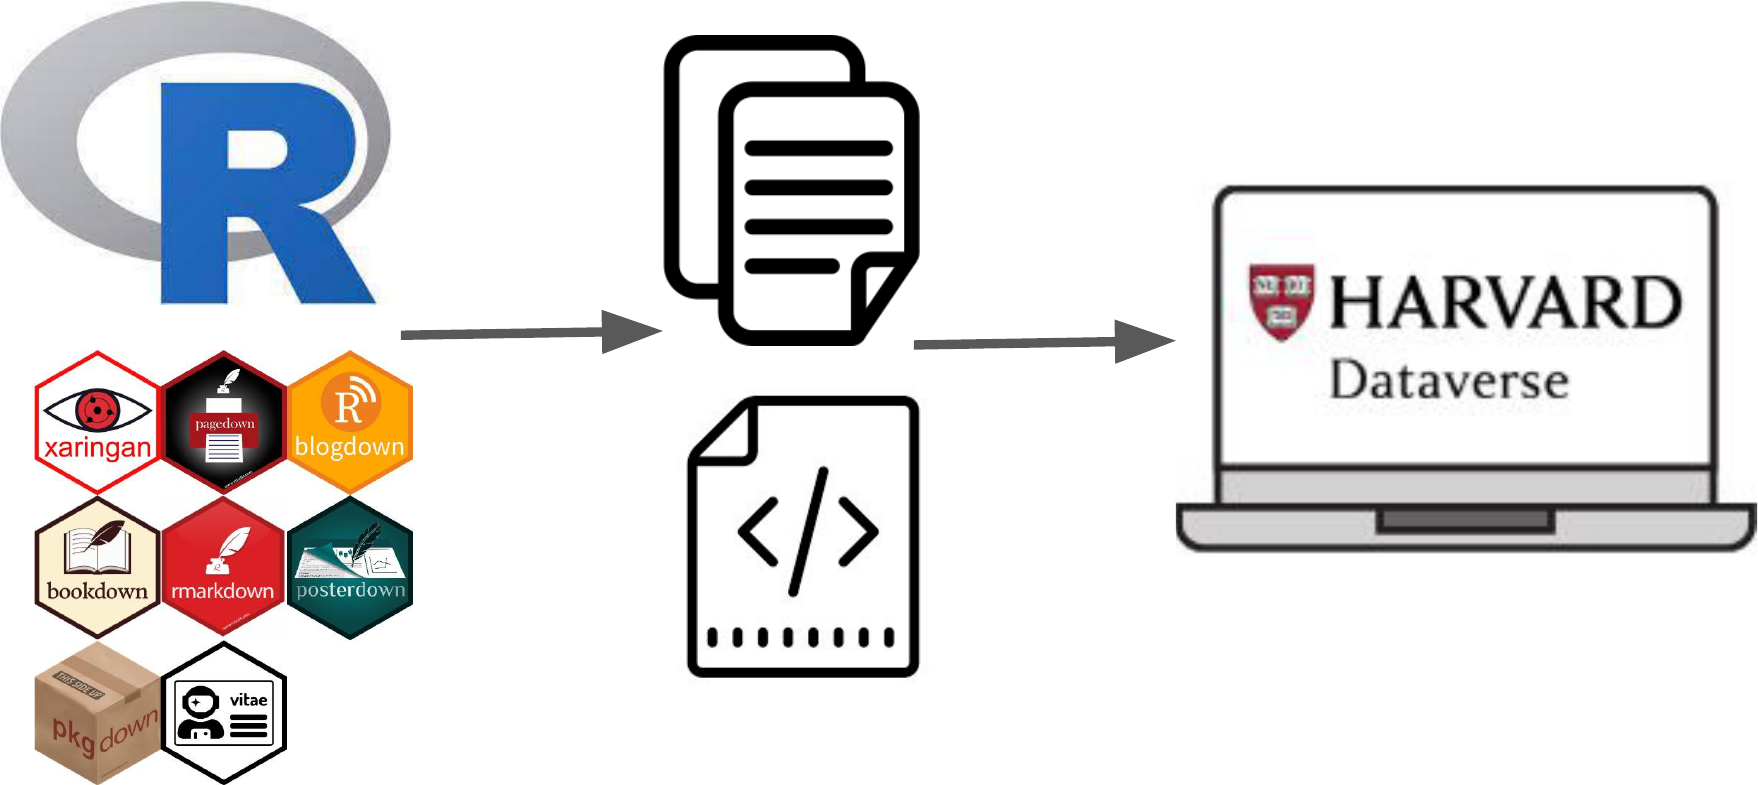 R
xaringan
pagedown
R
blogdown
bookdown
rmarkdown
posterdown
THIS SIDE UP
pkgdown
vitae
</>
HARVARD
Dataverse